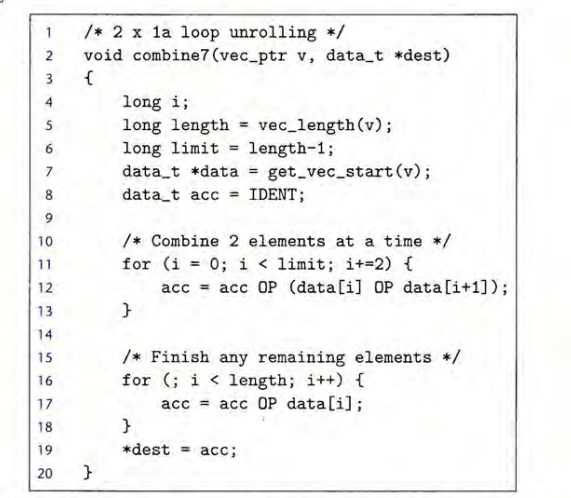 1 /* 2 x 1a loop unrolling */
2 void combine7(vec_ptr v, data_t *dest)
3 {
4     long i;
5     long length = vec_length(v);
6     long limit = length-1;
7     data_t *data = get_vec_start(v);
8     data_t acc = IDENT;
9
10     /* Combine 2 elements at a time */
11     for (i = 0; i < limit; i+=2) {
12         acc = acc OP (data[i] OP data[i+1]);
13     }
14
15     /* Finish any remaining elements */
16     for (; i < length; i++) {
17         acc = acc OP data[i];
18     }
19     *dest = acc;
20 }